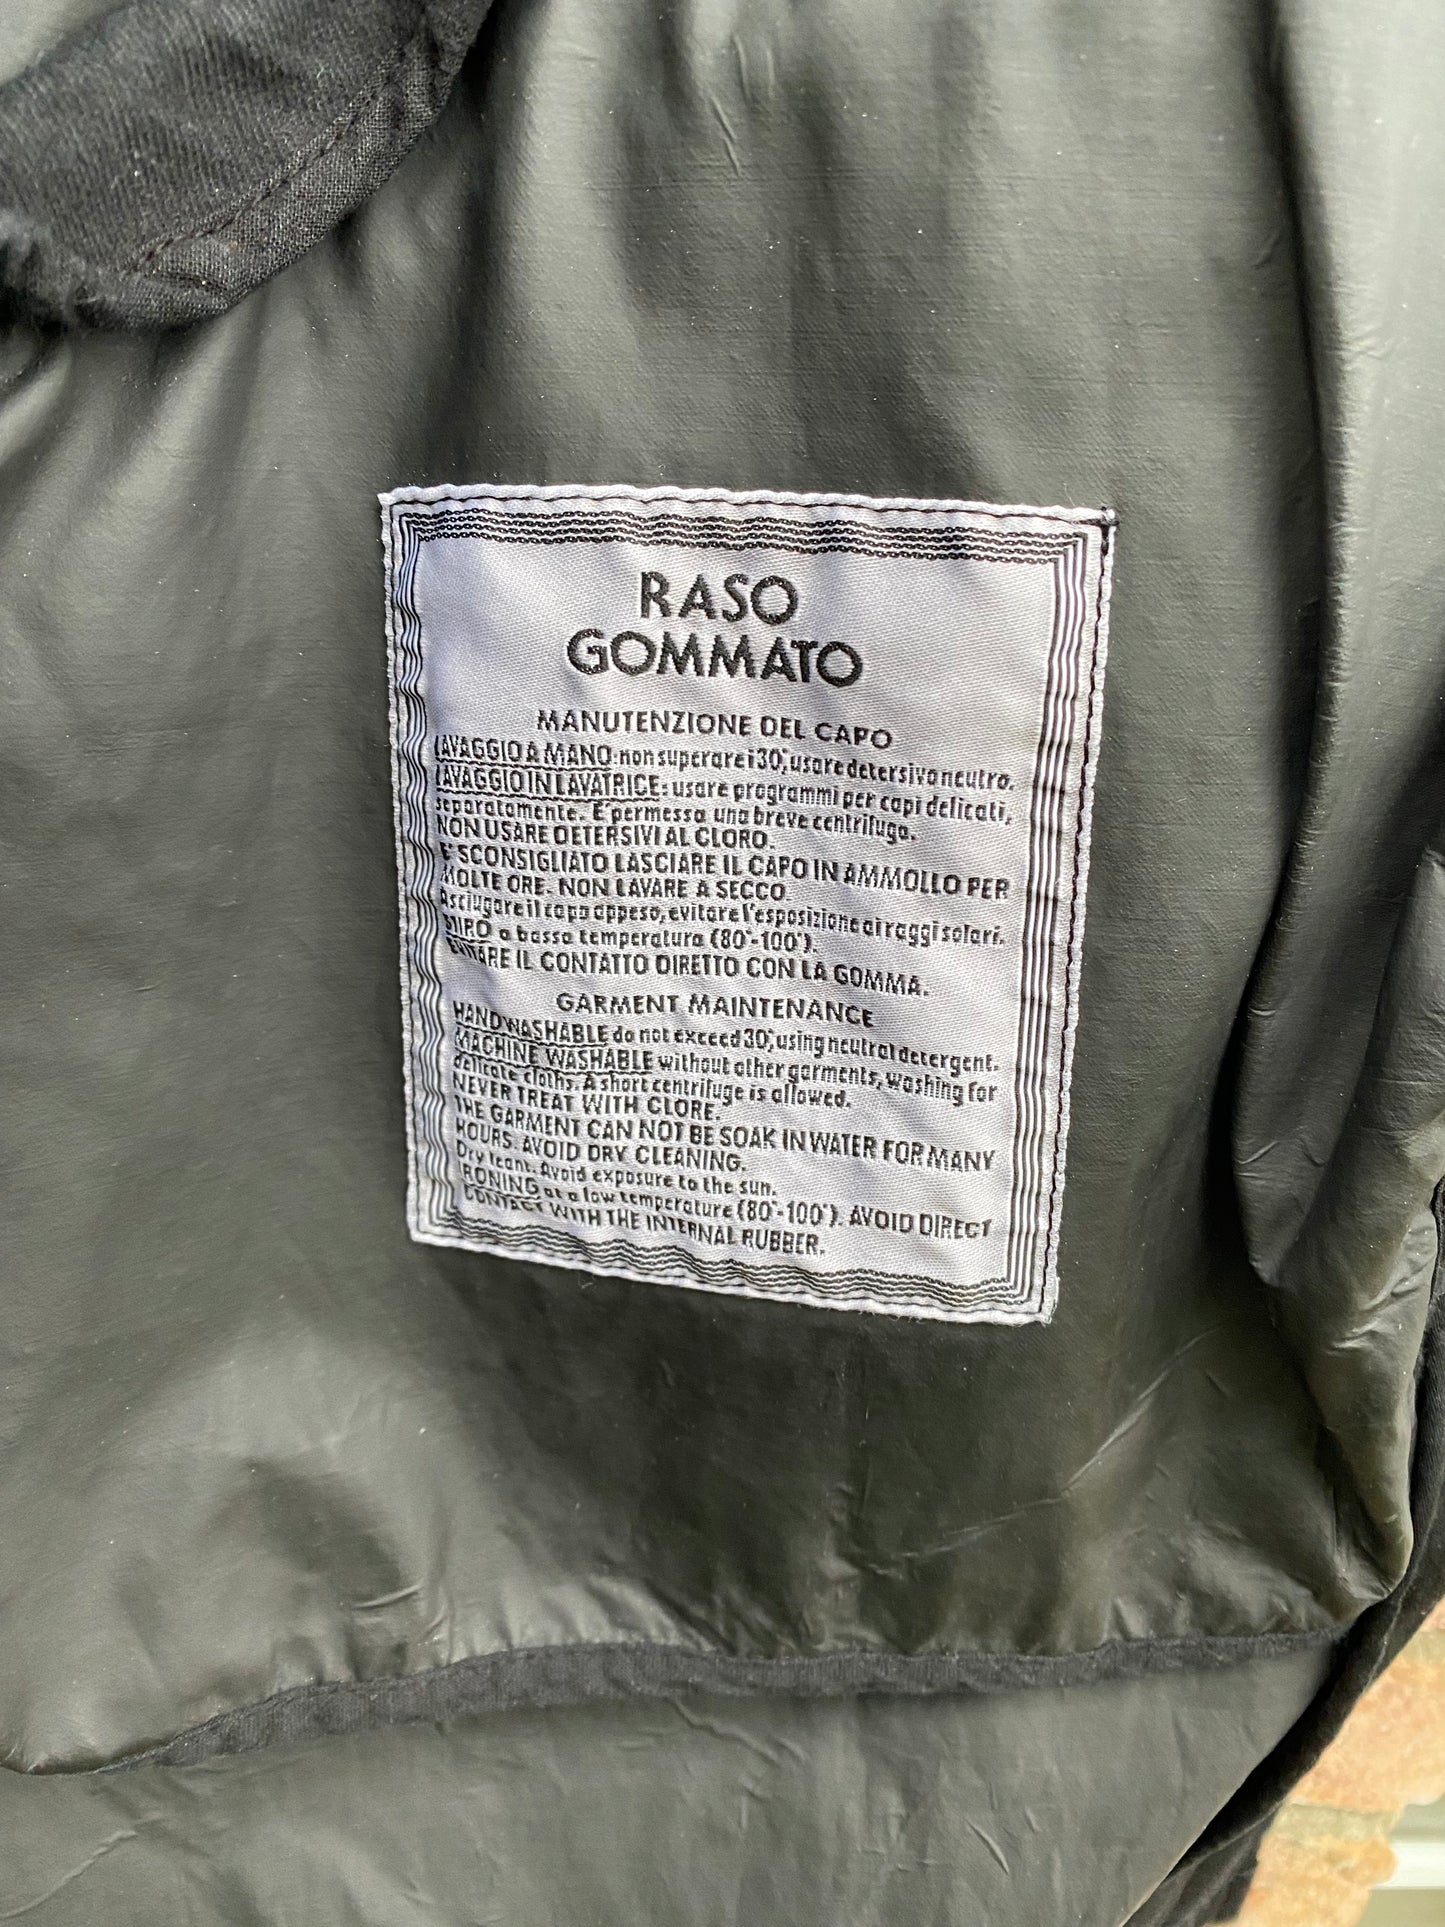 RASO
GOMMATO
MANUTENZIONE DEL CAPO
LAVAGGIO A MANO: non superare i 30°, usare detersivo neutro.
LAVAGGIO IN LAVATRICE: usare programmi per capi delicati,
separatamente. E' permessa una breve centrifuga.
NON USARE DETERSIVI AL CLORO.
E' SCONSIGLIATO LASCIARE IL CAPO IN AMMOLLO PER
MOLTE ORE. NON LAVARE A SECCO.
Asciugare il capo appeso, evitare l'esposizione ai raggi solari.
STIRO a bassa temperatura (80°-100°).
EVITARE IL CONTATTO DIRETTO CON LA GOMMA.
GARMENT MAINTENANCE
HANDWASHABLE do not exceed 30°, using neutral detergent.
MACHINE WASHABLE without other garments, washing for
delicate cloths. A short centrifuge is allowed.
NEVER TREAT WITH CLORE.
THE GARMENT CAN NOT BE SOAK IN WATER FOR MANY
HOURS. AVOID DRY CLEANING.
Dry leant. Avoid exposure to the sun.
IRONING at a low temperature (80°-100°). AVOID DIRECT
CONTACT WITH THE INTERNAL RUBBER.